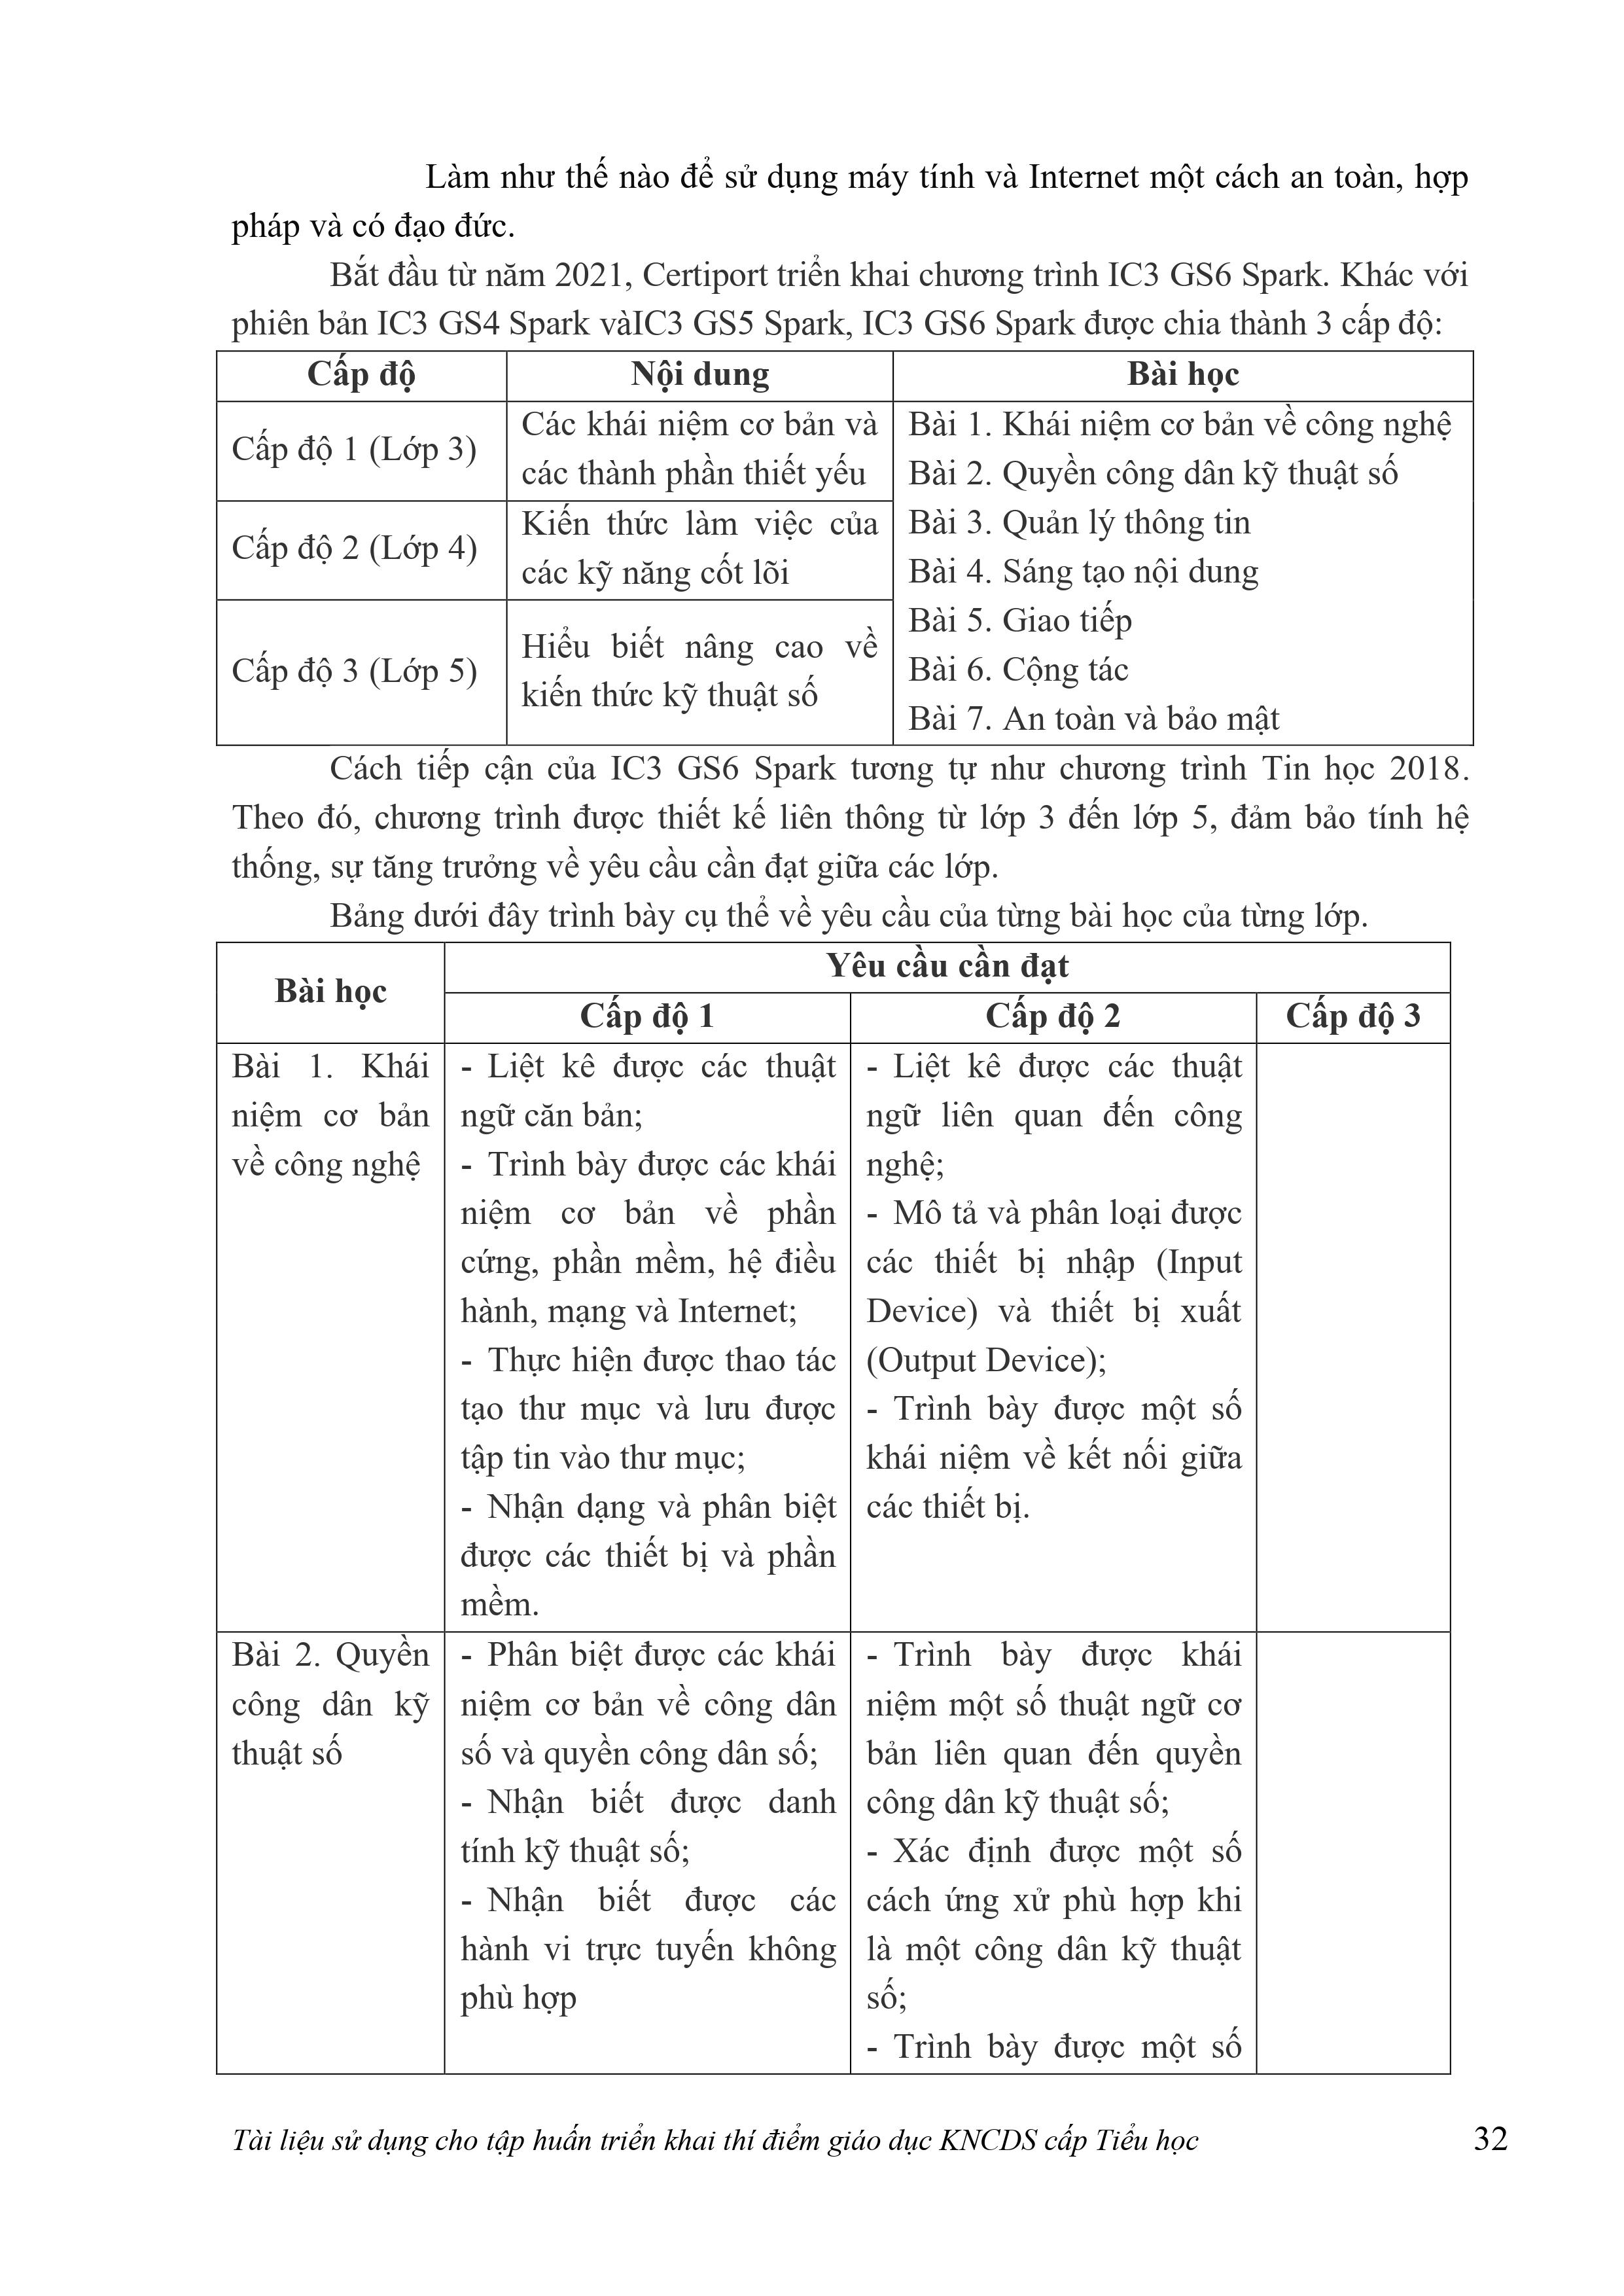 Làm như thế nào để sử dụng máy tính và Internet một cách an toàn, hợp
pháp và có đạo đức.
Bắt đầu từ năm 2021, Certiport triển khai chương trình IC3 GS6 Spark. Khác với
phiên bản IC3 GS4 Spark vàIC3 GS5 Spark, IC3 GS6 Spark được chia thành 3 cấp độ:
Cấp độ
Nội dung
Bài học
Cấp độ 1 (Lớp 3)
Các khái niệm cơ bản và
các thành phần thiết yếu
Cấp độ 2 (Lớp 4)
Kiến thức làm việc của
các kỹ năng cốt lõi
Cấp độ 3 (Lớp 5)
Hiểu biết nâng cao về
kiến thức kỹ thuật số
Bài 1. Khái niệm cơ bản về công nghệ
Bài 2. Quyền công dân kỹ thuật số
Bài 3. Quản lý thông tin
Bài 4. Sáng tạo nội dung
Bài 5. Giao tiếp
Bài 6. Cộng tác
Bài 7. An toàn và bảo mật
Cách tiếp cận của IC3 GS6 Spark tương tự như chương trình Tin học 2018.
Theo đó, chương trình được thiết kế liên thông từ lớp 3 đến lớp 5, đảm bảo tính hệ
thống, sự tăng trưởng về yêu cầu cần đạt giữa các lớp.
Bảng dưới đây trình bày cụ thể về yêu cầu của từng bài học của từng lớp.
Bài học
Yêu cầu cần đạt
Cấp độ 1
Cấp độ 2
Cấp độ 3
Bài 1. Khái
niệm cơ bản
về công nghệ
- Liệt kê được các thuật
ngữ căn bản;
- Trình bày được các khái
niệm cơ bản về phần
cứng, phần mềm, hệ điều
hành, mạng và Internet;
- Thực hiện được thao tác
tạo thư mục và lưu được
tập tin vào thư mục;
- Nhận dạng và phân biệt
được các thiết bị và phần
mềm.
- Liệt kê được các thuật
ngữ liên quan đến công
nghệ;
- Mô tả và phân loại được
các thiết bị nhập (Input
Device) và thiết bị xuất
(Output Device);
- Trình bày được một số
khái niệm về kết nối giữa
các thiết bị.
Bài 2. Quyền
công dân kỹ
thuật số
- Phân biệt được các khái
niệm cơ bản về công dân
số và quyền công dân số;
- Nhận biết được danh
tính kỹ thuật số;
- Nhận biết được các
hành vi trực tuyến không
phù hợp
- Trình bày được khái
niệm một số thuật ngữ cơ
bản liên quan đến quyền
công dân kỹ thuật số;
- Xác định được một số
cách ứng xử phù hợp khi
là một công dân kỹ thuật
số;
- Trình bày được một số
Tài liệu sử dụng cho tập huấn triển khai thí điểm giáo dục KNCDS cấp Tiểu học
32